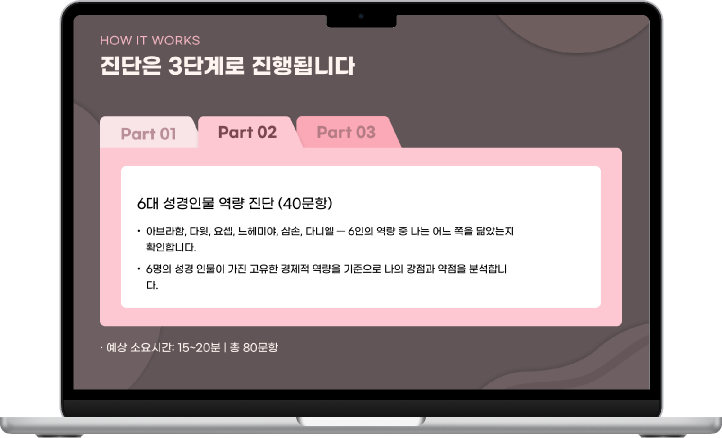 HOW IT WORKS
진단은 3단계로 진행됩니다
Part 01
Part 02
Part 03
6대 성경인물 역량 진단 (40문항)
• 아브라함, 다윗, 요셉, 느헤미야, 삼손, 다니엘 — 6인의 역량 중 나는 어느 쪽을 닮았는지
확인합니다.
• 6명의 성경 인물이 가진 고유한 경제적 역량을 기준으로 나의 강점과 약점을 분석합니
다.
· 예상 소요시간: 15~20분 | 총 80문항